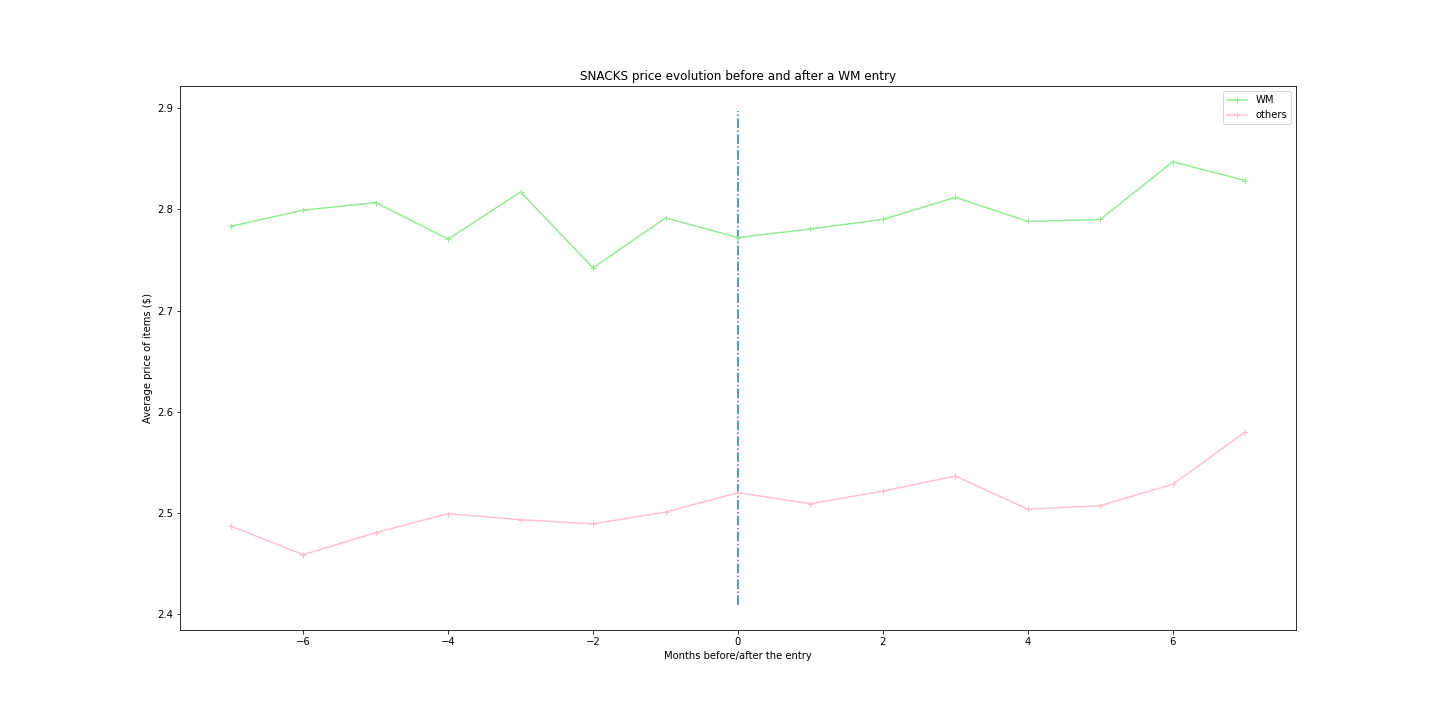 SNACKS price evolution before and after a WM entry
WM
others
2.9
2.8
2.7
2.6
2.5
2.4
Average price of items ($)
−6
−4
−2
0
2
4
6
Months before/after the entry